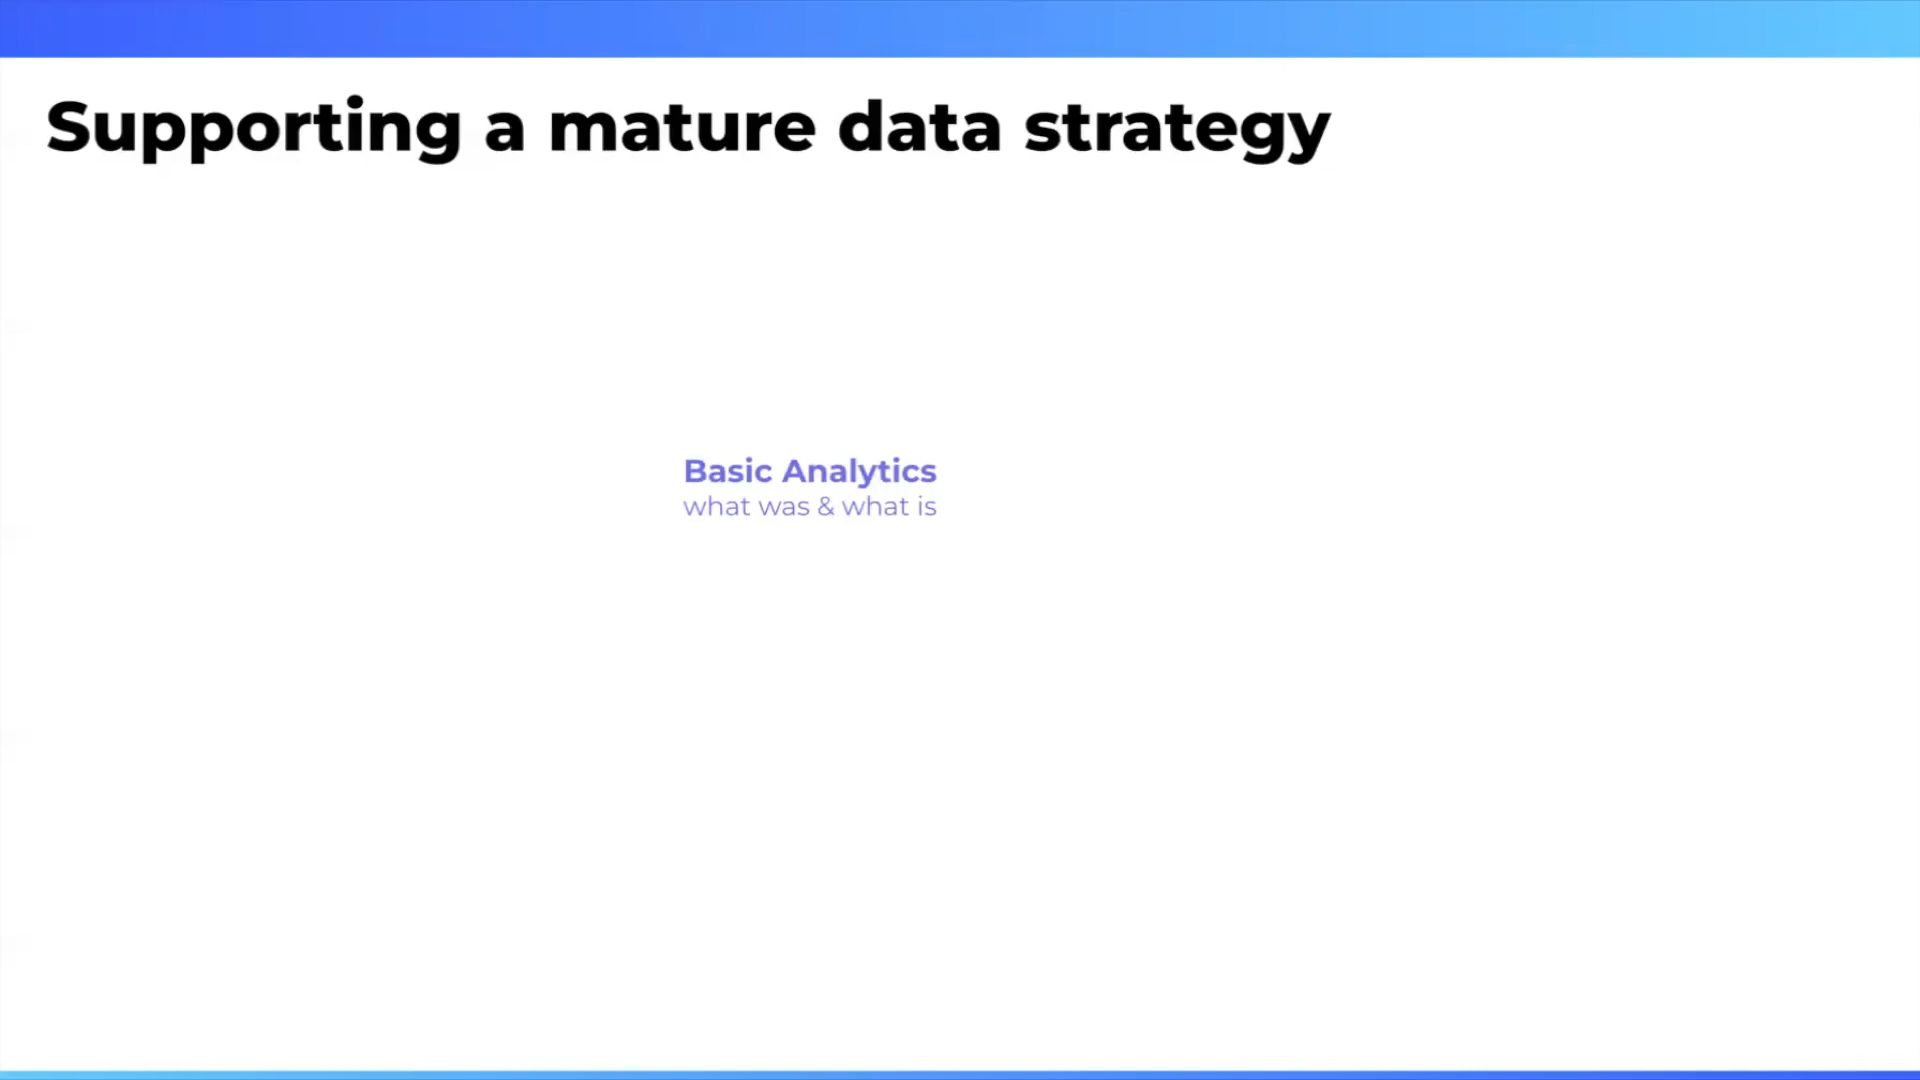 Supporting a mature data strategy
Basic Analytics
what was & what is